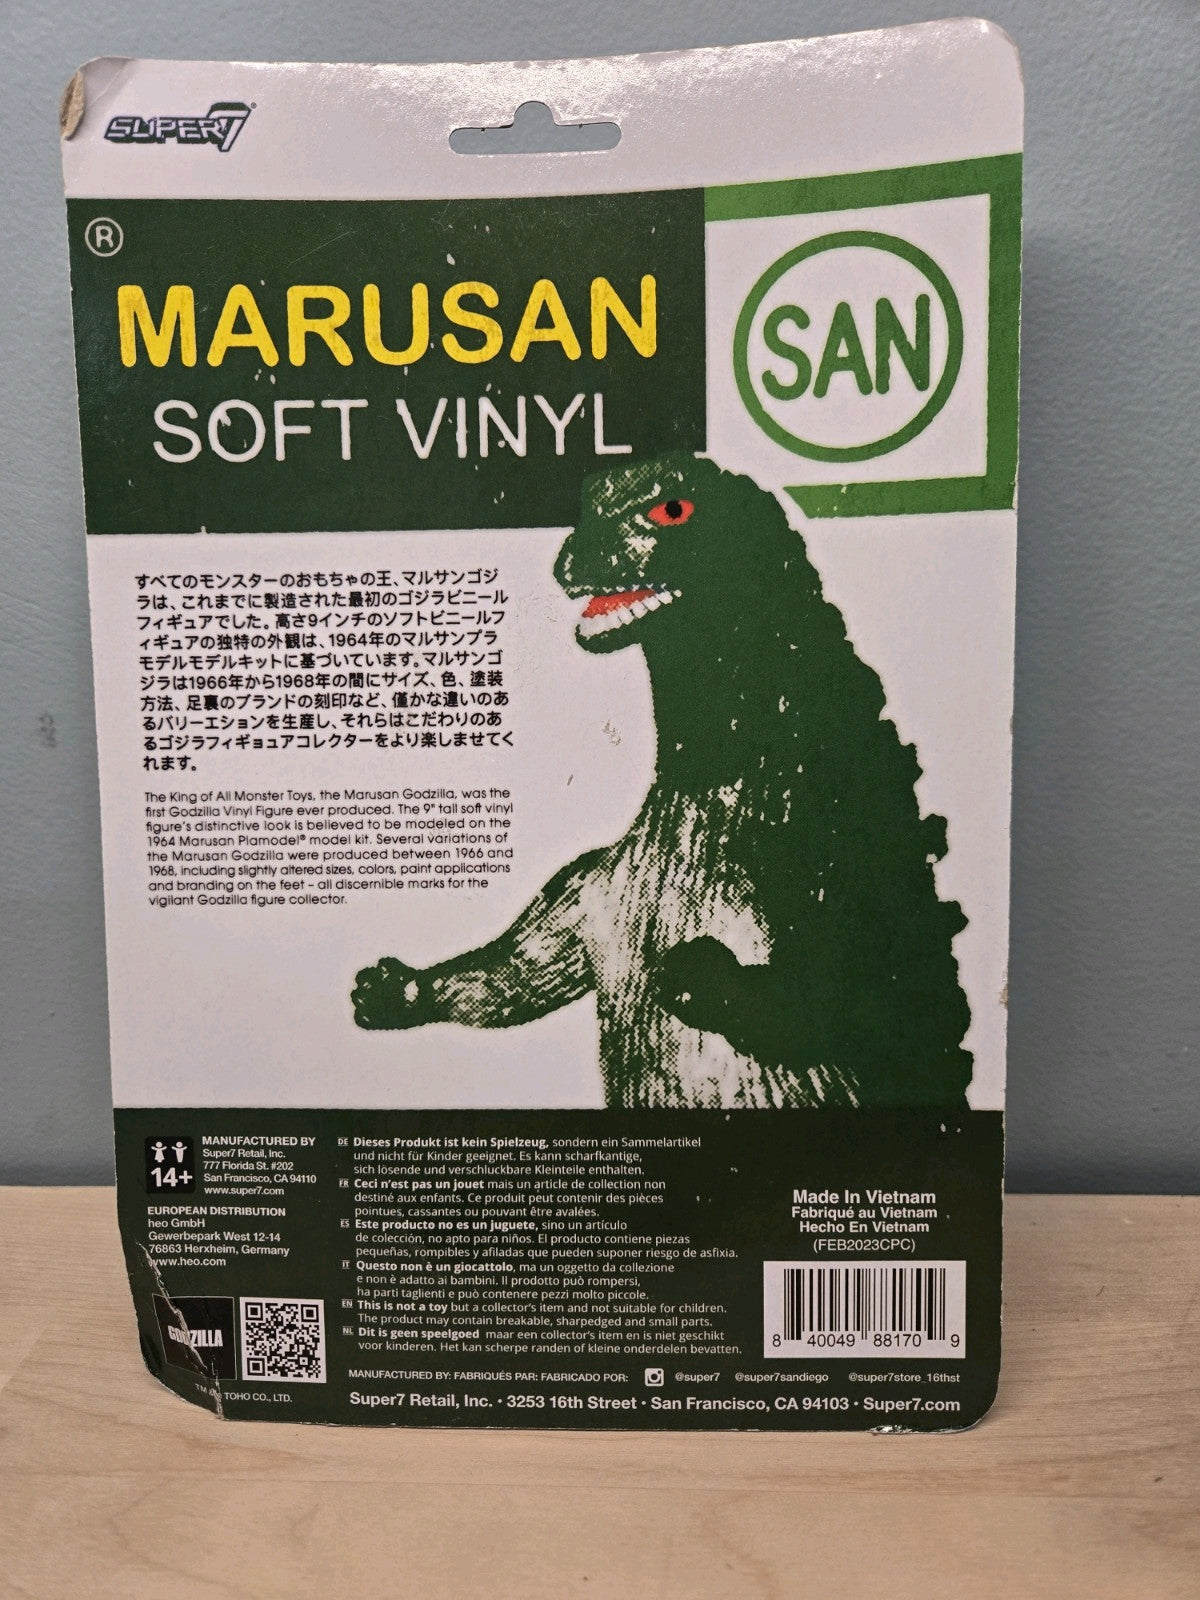 SUPER7
®
MARUSAN
SOFT VINYL
SAN
すべてのモンスターのおもちゃの王、マルサンゴジ
ラは、これまでに製造された最初のゴジラビニール
フィギュアでした。高さ9インチのソフトビニールフ
ィギュアの独特の外観は、1964年のマルサンプラ
モデルモデルキットに基づいています。マルサンゴ
ジラは1966年から1968年の間にサイズ、色、塗装
方法、足裏のブランドの刻印など、僅かな違いのあ
るバリーエションを生産し、それらはこだわりのあ
るゴジラフィギョュアコレクターをより楽しませてく
れます。
The King of All Monster Toys, the Marusan Godzilla, was the
first Godzilla Vinyl Figure ever produced. The 9" tall soft vinyl
figure's distinctive look is believed to be modeled on the
1964 Marusan Plamodel® model kit. Several variations of
the Marusan Godzilla were produced between 1966 and
1968, including slightly altered sizes, colors, paint applications
and branding on the feet – all discernible marks for the
vigilant Godzilla figure collector.
14+
MANUFACTURED BY
Super7 Retail, Inc.
777 Florida St. #202
San Francisco, CA 94110
www.super7.com
EUROPEAN DISTRIBUTION
heo GmbH
Gewerbepark West 12-14
76863 Herxheim, Germany
www.heo.com
GODZILLA
TM & TOHO CO., LTD.
DE Dieses Produkt ist kein Spielzeug, sondern ein Sammelartikel
und nicht für Kinder geeignet. Es kann scharfkantige,
sich lösende und verschluckbare Kleinteile enthalten.
FR Ceci n'est pas un jouet mais un article de collection non
destiné aux enfants. Ce produit peut contenir des pièces
pointues, cassantes ou pouvant être avalées.
ES Este producto no es un juguete, sino un artículo
de colección, no apto para niños. El producto contiene piezas
pequeñas, rompibles y afiladas que pueden suponer riesgo de asfixia.
IT Questo non è un giocattolo, ma un oggetto da collezione
e non è adatto ai bambini. Il prodotto può rompersi,
ha parti taglienti e può contenere pezzi molto piccole.
EN This is not a toy but a collector's item and not suitable for children.
The product may contain breakable, sharpedged and small parts.
NL Dit is geen speelgoed maar een collector's item en is niet geschikt
voor kinderen. Het kan scherpe randen of kleine onderdelen bevatten.
Made In Vietnam
Fabriqué au Vietnam
Hecho En Vietnam
(FEB2023CPC)
8 40049 88170 9
MANUFACTURED BY: FABRIQUÉS PAR: FABRICADO POR: @super7 @super7sandiego @super7store_16thst
Super7 Retail, Inc. • 3253 16th Street • San Francisco, CA 94103 • Super7.com